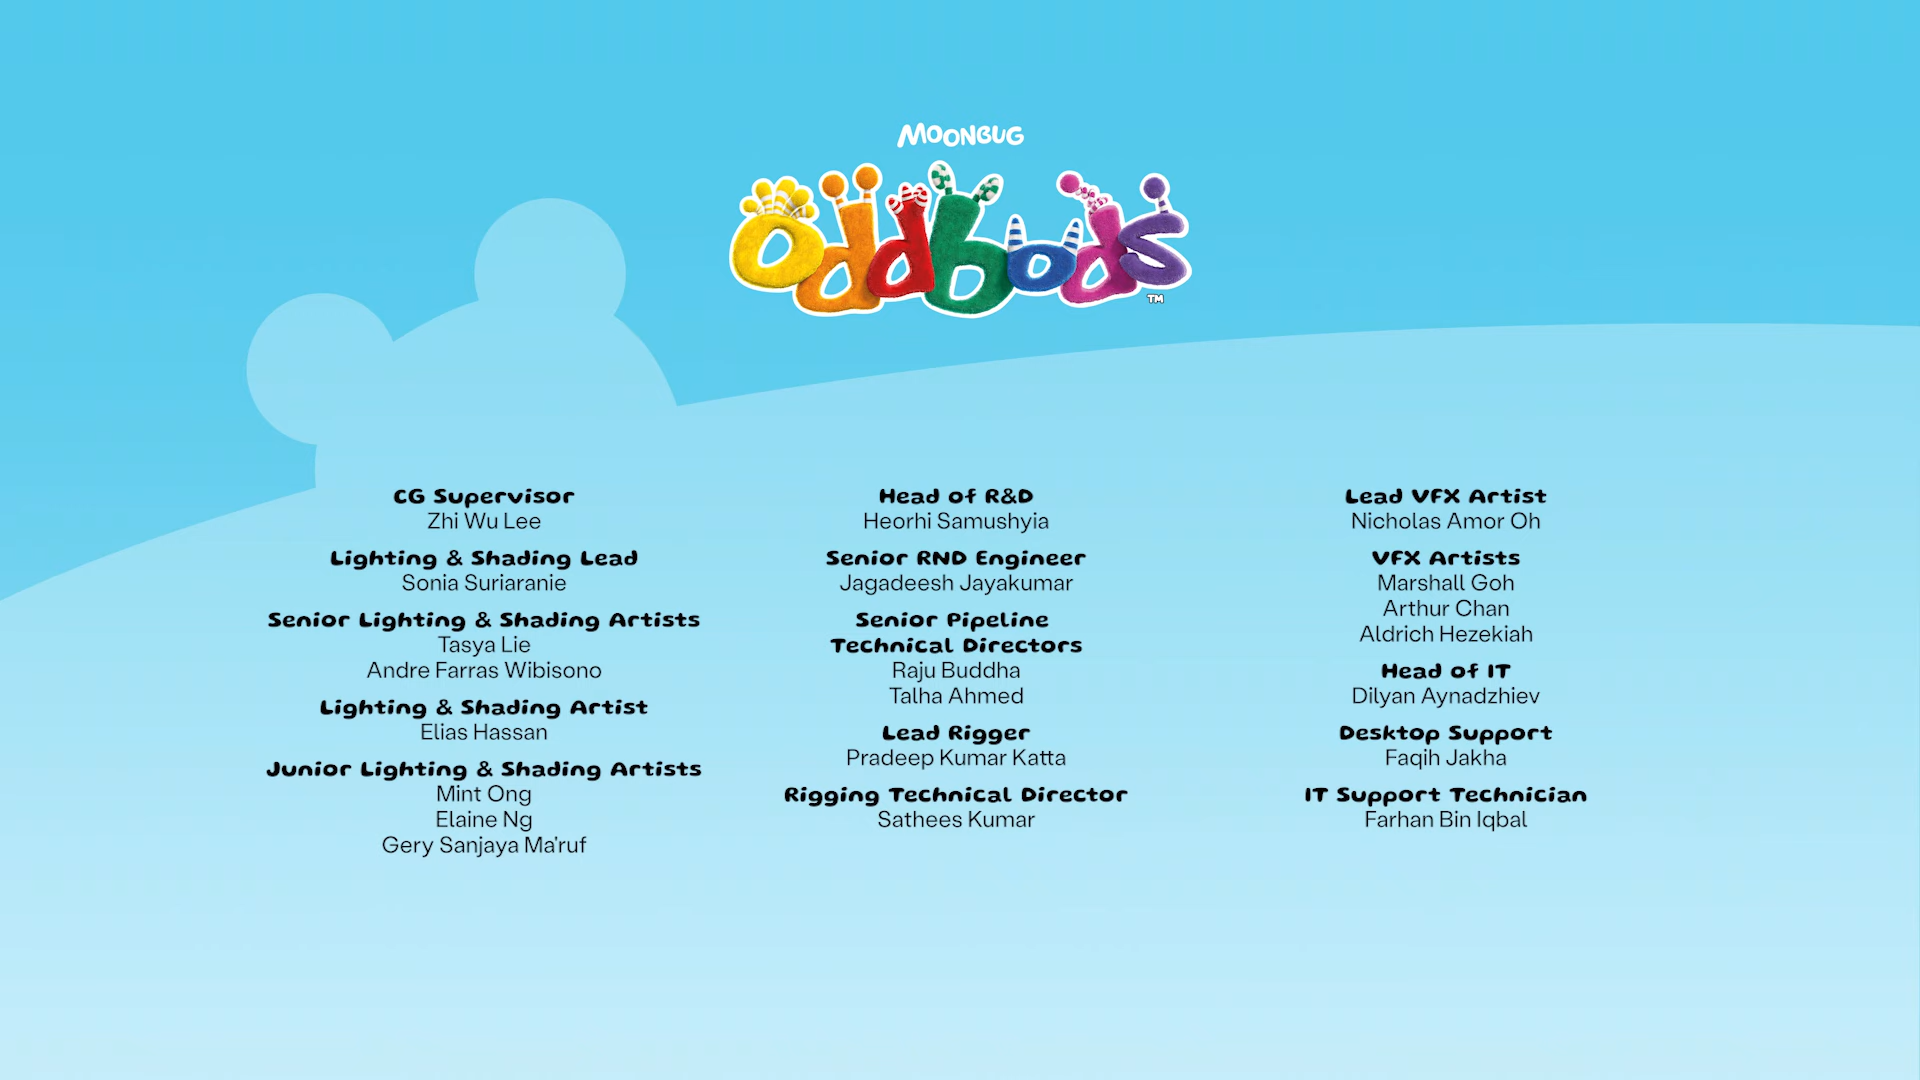 MOONBUG
oddbods
TM
CG Supervisor
Zhi Wu Lee
Lighting & Shading Lead
Sonia Suriaranie
Senior Lighting & Shading Artists
Tasya Lie
Andre Farras Wibisono
Lighting & Shading Artist
Elias Hassan
Junior Lighting & Shading Artists
Mint Ong
Elaine Ng
Gery Sanjaya Ma'ruf
Head of R&D
Heorhi Samushyia
Senior RND Engineer
Jagadeesh Jayakumar
Senior Pipeline
Technical Directors
Raju Buddha
Talha Ahmed
Lead Rigger
Pradeep Kumar Katta
Rigging Technical Director
Sathees Kumar
Lead VFX Artist
Nicholas Amor Oh
VFX Artists
Marshall Goh
Arthur Chan
Aldrich Hezekiah
Head of IT
Dilyan Aynadzhiev
Desktop Support
Faqih Jakha
IT Support Technician
Farhan Bin Iqbal